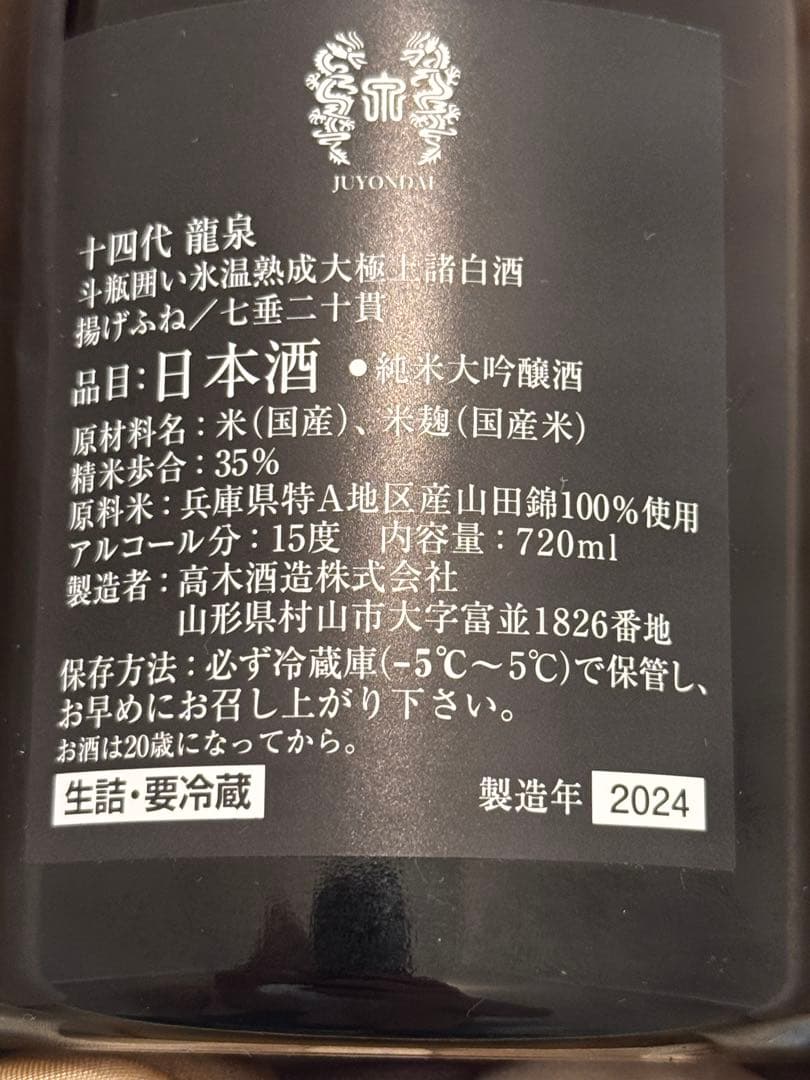 JUYONDAI
十四代 龍泉
斗瓶囲い氷温熟成大極上諸白酒
揚げふね／七垂二十貫
品目：日本酒 ●純米大吟醸酒
原材料名：米(国産)、米麹(国産米)
精米歩合：35%
原料米：兵庫県特A地区産山田錦100%使用
アルコール分：15度　内容量：720ml
製造者：高木酒造株式会社
山形県村山市大字富並1826番地
保存方法：必ず冷蔵庫(-5℃〜5℃)で保管し、
お早めにお召し上がり下さい。
お酒は20歳になってから。
生詰・要冷蔵　製造年 2024